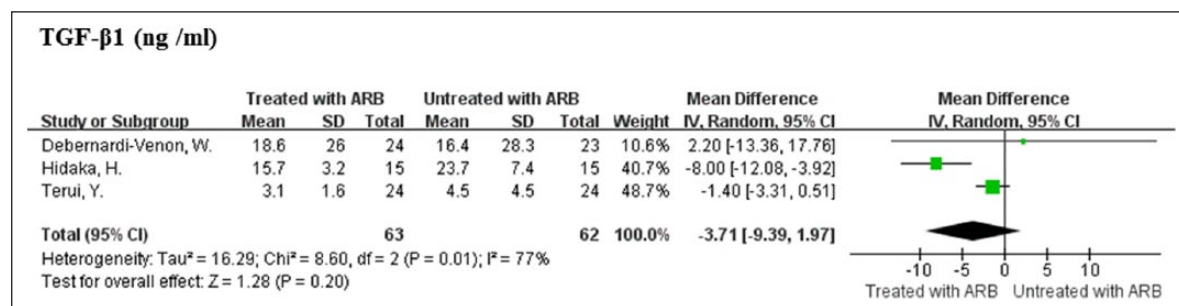 TGF-β1 (ng /ml)
Treated with ARB Untreated with ARB Mean Difference Mean Difference
Study or Subgroup Mean SD Total Mean SD Total Weight IV, Random, 95% CI IV, Random, 95% CI
Debernardi-Venon, W. 18.6 26 24 16.4 28.3 23 10.6% 2.20 [-13.36, 17.76]
Hidaka, H. 15.7 3.2 15 23.7 7.4 15 40.7% -8.00 [-12.08, -3.92]
Terui, Y. 3.1 1.6 24 4.5 4.5 24 48.7% -1.40 [-3.31, 0.51]
Total (95% CI) 63 62 100.0% -3.71 [-9.39, 1.97]
Heterogeneity: Tau² = 16.29; Chi² = 8.60, df = 2 (P = 0.01); I² = 77%
Test for overall effect: Z = 1.28 (P = 0.20)
-10 -5 0 5 10
Treated with ARB Untreated with ARB